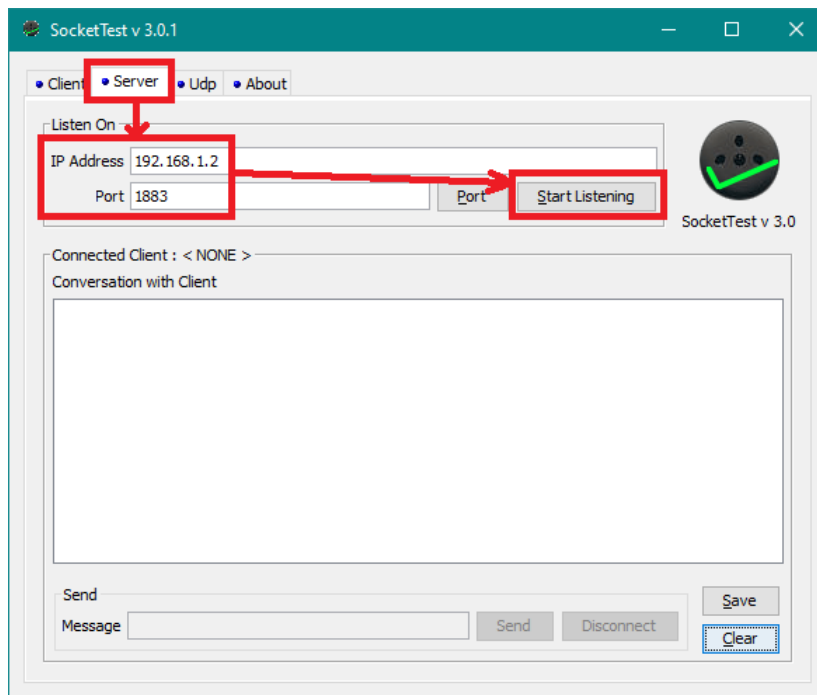 SocketTest v 3.0.1
Client Server Udp About
Listen On
IP Address 192.168.1.2
Port 1883 Port Start Listening
SocketTest v 3.0
Connected Client : < NONE >
Conversation with Client
Send
Message Send Disconnect
Save
Clear